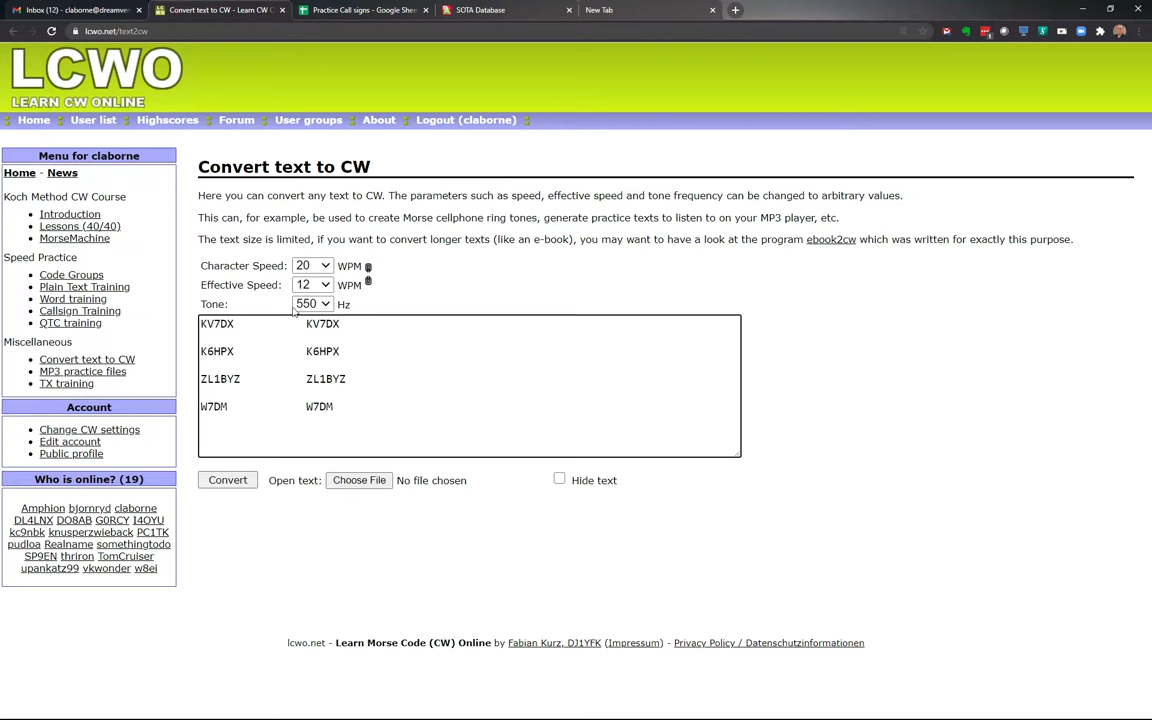 Inbox (12) - claborne@dreamver
Convert text to CW - Learn CW O
Practice Call signs - Google Shee
SOTA Database
New Tab
lcwo.net/text2cw
LCWO
LEARN CW ONLINE
Home User list Highscores Forum User groups About Logout (claborne)
Menu for claborne
Home - News
Koch Method CW Course
Introduction
Lessons (40/40)
MorseMachine
Speed Practice
Code Groups
Plain Text Training
Word training
Callsign Training
QTC training
Miscellaneous
Convert text to CW
MP3 practice files
TX training
Account
Change CW settings
Edit account
Public profile
Who is online? (19)
Amphion bjornryd claborne
DL4LNX DO8AB G0RCY I4OYU
kc9nbk knusperzwieback PC1TK
pudloa Realname somethingtodo
SP9EN thriron TomCruiser
upankatz99 vkwonder w8ei
Convert text to CW
Here you can convert any text to CW. The parameters such as speed, effective speed and tone frequency can be changed to arbitrary values.
This can, for example, be used to create Morse cellphone ring tones, generate practice texts to listen to on your MP3 player, etc.
The text size is limited, if you want to convert longer texts (like an e-book), you may want to have a look at the program ebook2cw which was written for exactly this purpose.
Character Speed: 20 WPM
Effective Speed: 12 WPM
Tone: 550 Hz
KV7DX KV7DX
K6HPX K6HPX
ZL1BYZ ZL1BYZ
W7DM W7DM
Convert Open text: Choose File No file chosen Hide text
lcwo.net - Learn Morse Code (CW) Online by Fabian Kurz, DJ1YFK (Impressum) - Privacy Policy / Datenschutzinformationen